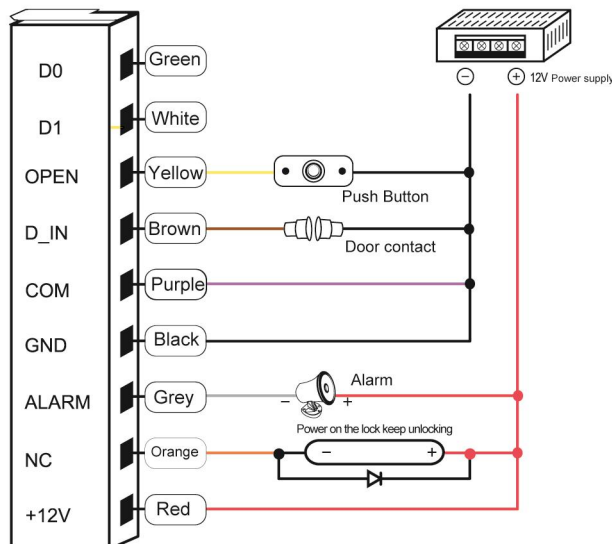 12V Power supply
D0 Green
D1 White
OPEN Yellow
Push Button
D_IN Brown
Door contact
COM Purple
GND Black
ALARM Grey
− + Alarm
Power on the lock keep unlocking
NC Orange − +
+12V Red